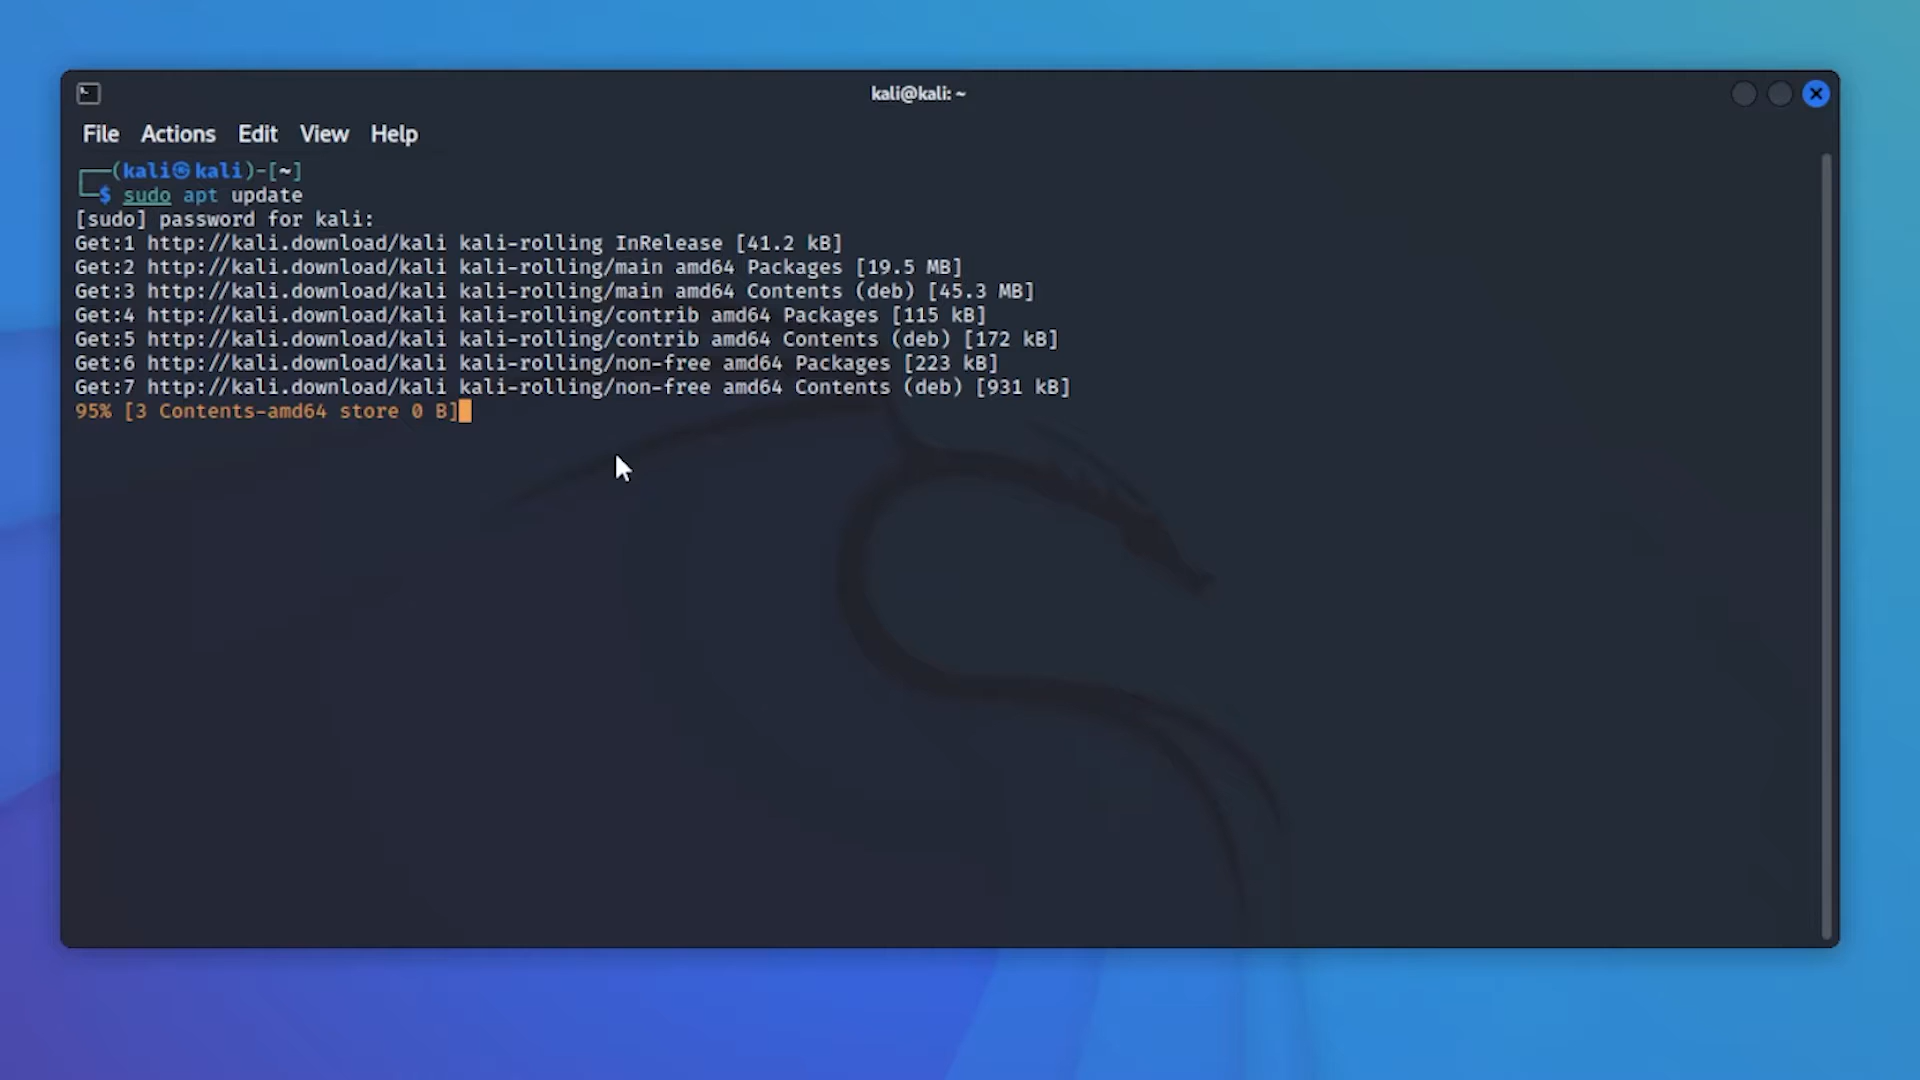 kali@kali: ~
File Actions Edit View Help
┌──(kali㉿kali)-[~]
└─$ sudo apt update
[sudo] password for kali:
Get:1 http://kali.download/kali kali-rolling InRelease [41.2 kB]
Get:2 http://kali.download/kali kali-rolling/main amd64 Packages [19.5 MB]
Get:3 http://kali.download/kali kali-rolling/main amd64 Contents (deb) [45.3 MB]
Get:4 http://kali.download/kali kali-rolling/contrib amd64 Packages [115 kB]
Get:5 http://kali.download/kali kali-rolling/contrib amd64 Contents (deb) [172 kB]
Get:6 http://kali.download/kali kali-rolling/non-free amd64 Packages [223 kB]
Get:7 http://kali.download/kali kali-rolling/non-free amd64 Contents (deb) [931 kB]
95% [3 Contents-amd64 store 0 B]